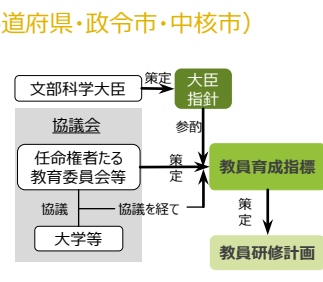 道府県・政令市・中核市）
文部科学大臣
策定
大臣
指針
協議会
参酌
任命権者たる
教育委員会等
策
定
教員育成指標
協議
協議を経て
策
定
大学等
教員研修計画